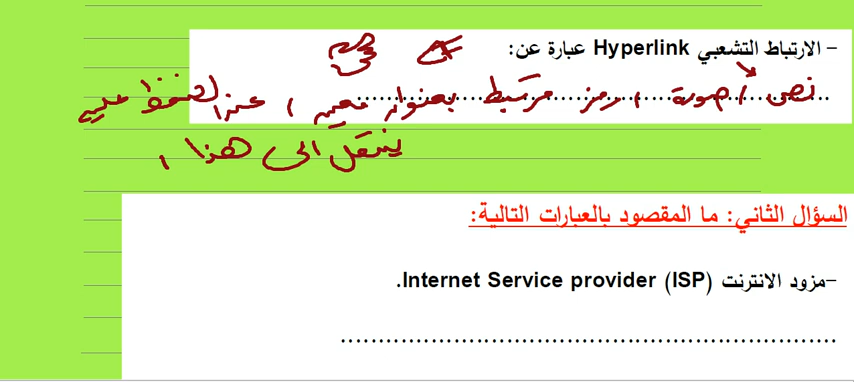 - الارتباط التشعبي Hyperlink عبارة عن:
نص / صورة ، رمز مرتبط بعنوان معين ، عند الضغط عليه
ينتقل الى هذا ،
السؤال الثاني: ما المقصود بالعبارات التالية:
-مزود الانترنت Internet Service provider (ISP).